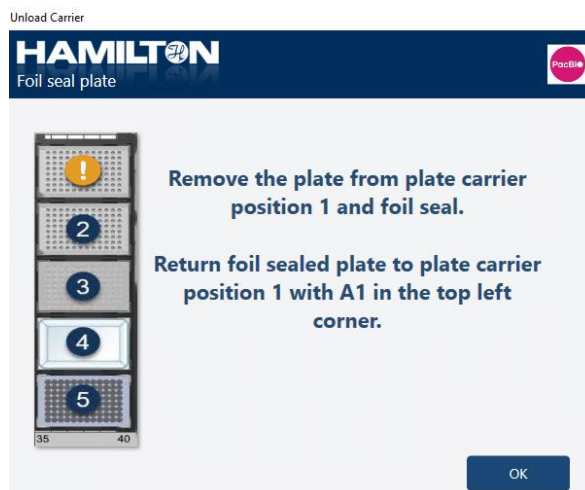 Unload Carrier
HAMILTON
Foil seal plate
PacBio
!
2
3
4
5
35 40
Remove the plate from plate carrier
position 1 and foil seal.
Return foil sealed plate to plate carrier
position 1 with A1 in the top left
corner.
OK